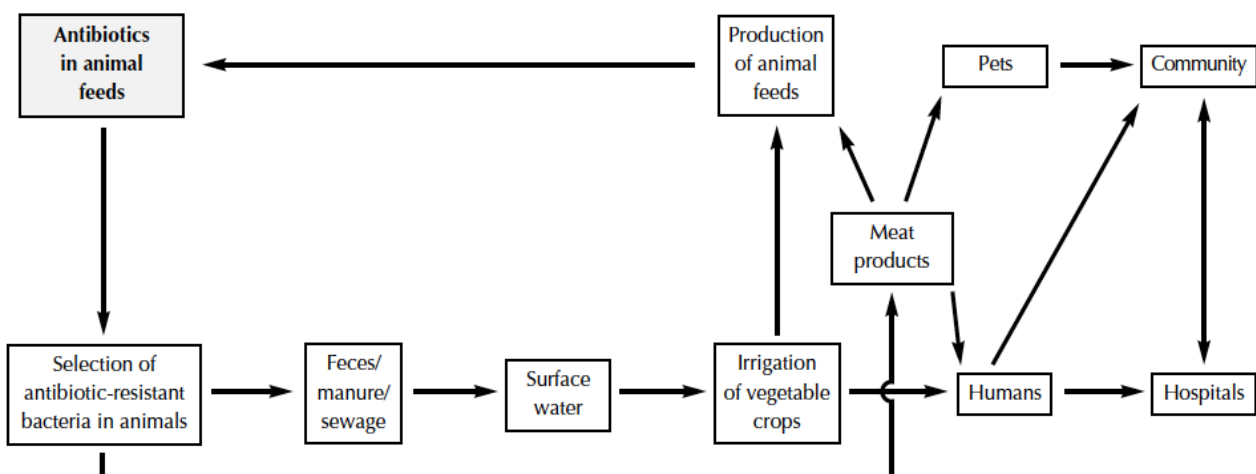 Antibiotics
in animal
feeds
Production
of animal
feeds
Pets
Community
Meat
products
Selection of
antibiotic-resistant
bacteria in animals
Feces/
manure/
sewage
Surface
water
Irrigation
of vegetable
crops
Humans
Hospitals